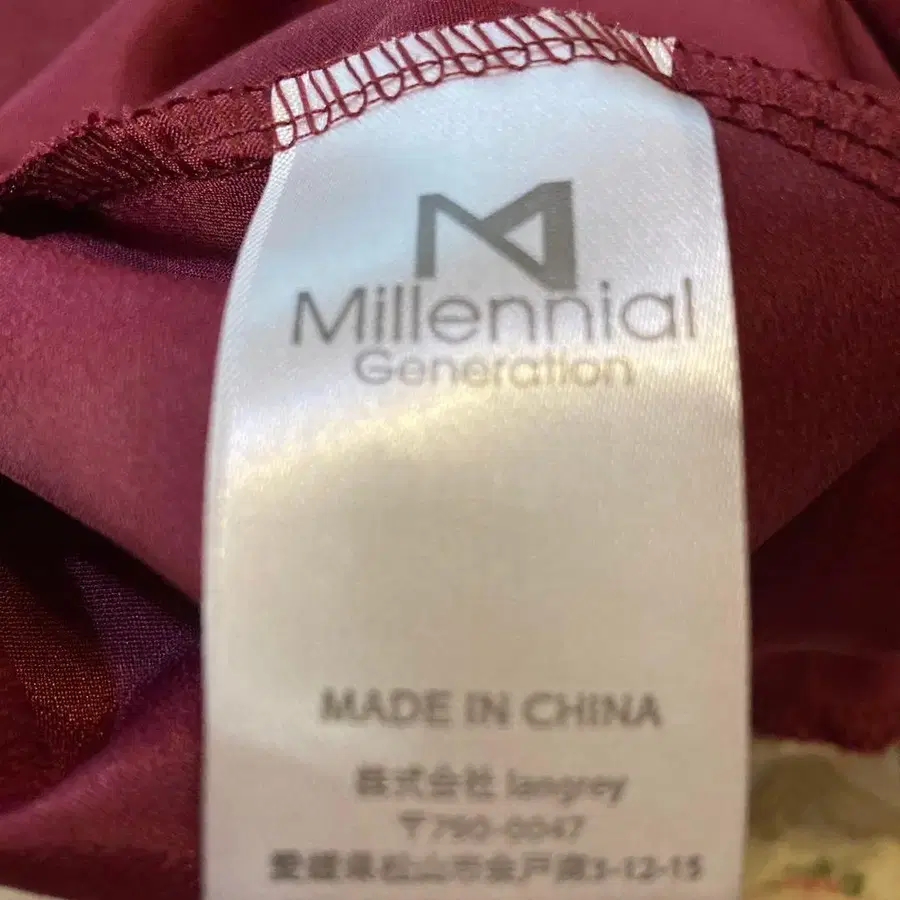 Millennial
Generation
MADE IN CHINA
株式会社 langrey
〒790-0047
愛媛県松山市余戸南3-12-15